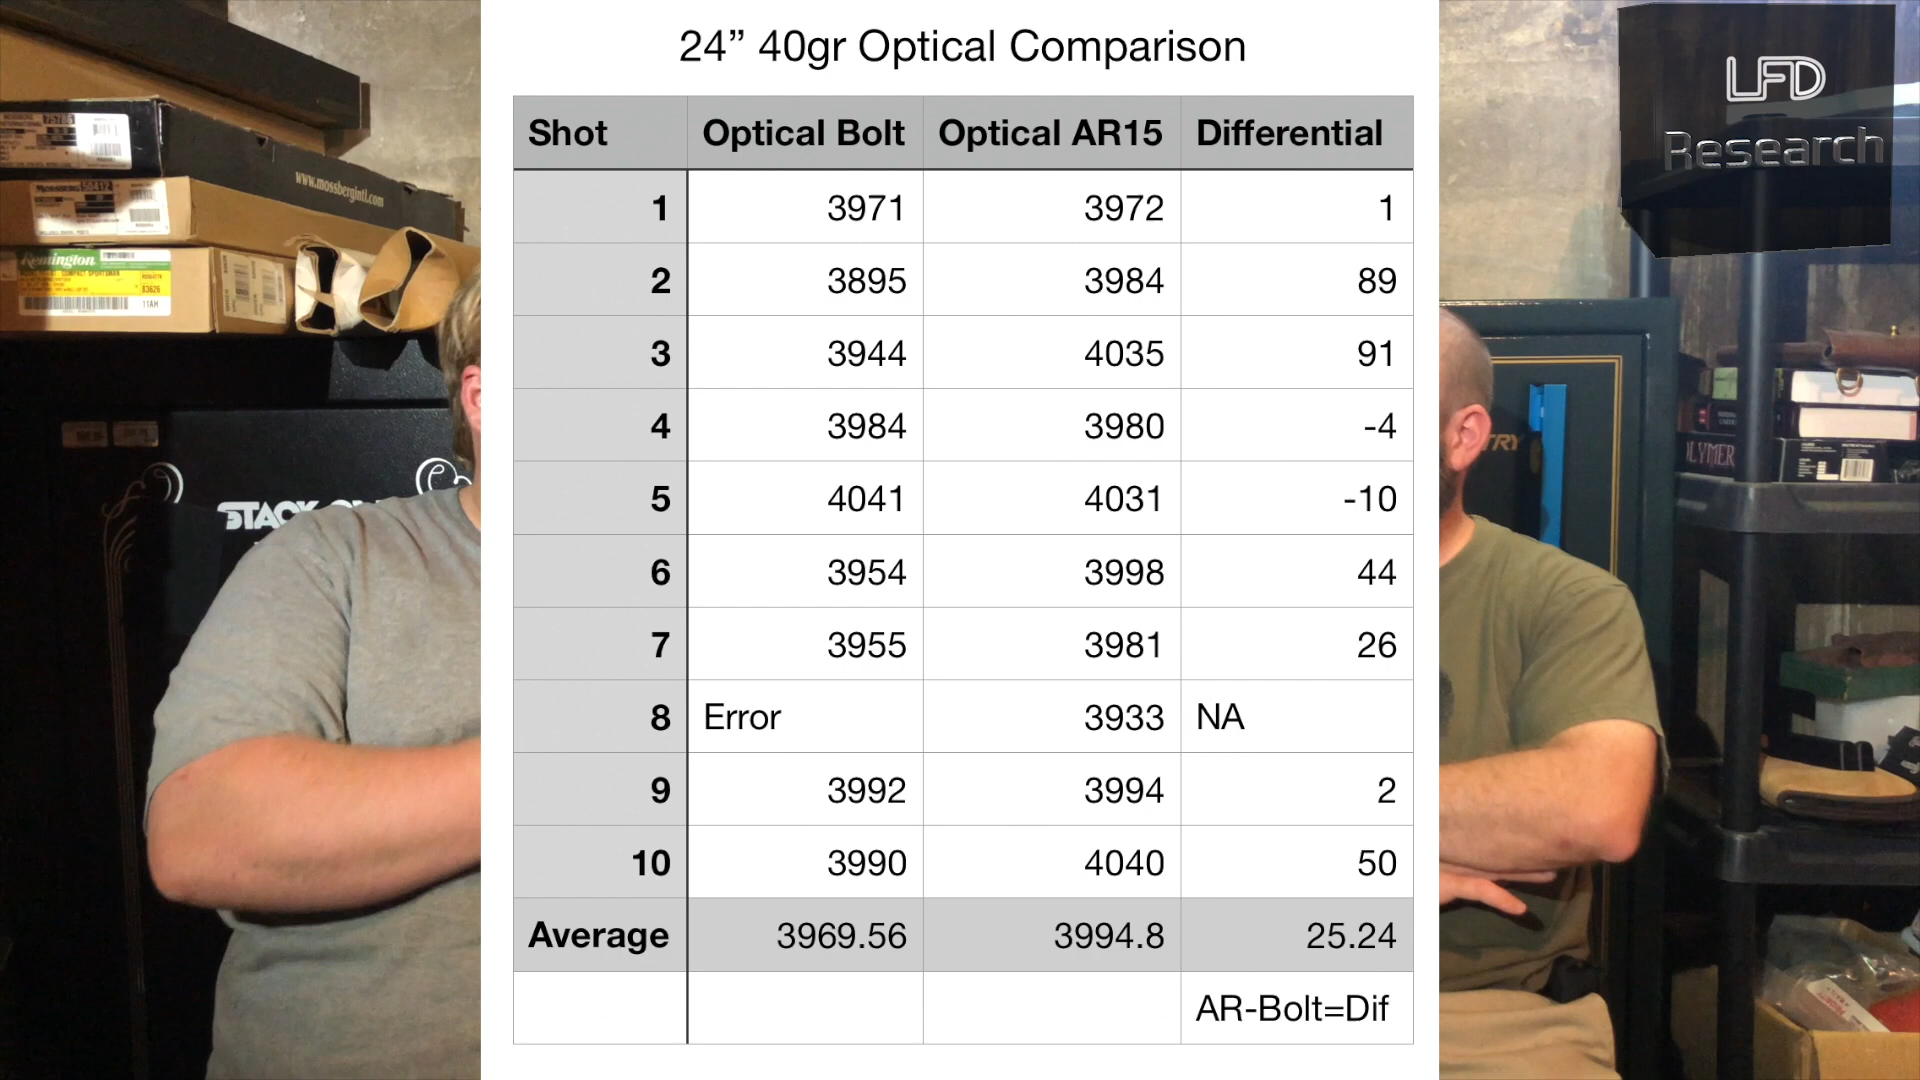 24” 40gr Optical Comparison
Shot Optical Bolt Optical AR15 Differential
1 3971 3972 1
2 3895 3984 89
3 3944 4035 91
4 3984 3980 -4
5 4041 4031 -10
6 3954 3998 44
7 3955 3981 26
8 Error 3933 NA
9 3992 3994 2
10 3990 4040 50
Average 3969.56 3994.8 25.24
AR-Bolt=Dif
LFD
Research
www.mossbergintl.com
Mossberg
Remington
83626
STACK-ON
TRY